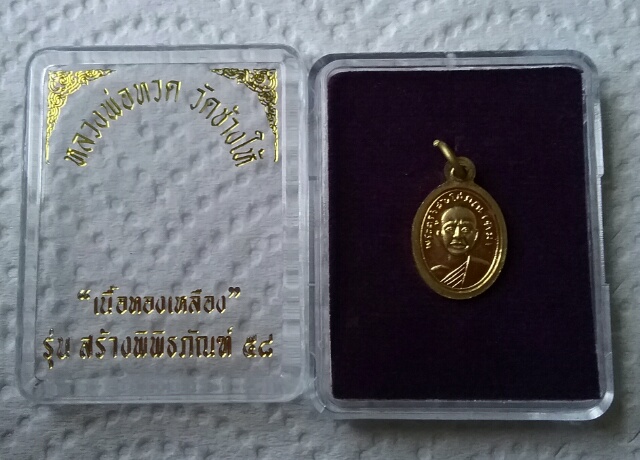 หลวงพ่อทวด วัดช้างให้
"เนื้อทองเหลือง"
รุ่น สร้างพิพิธภัณฑ์ ๕๘